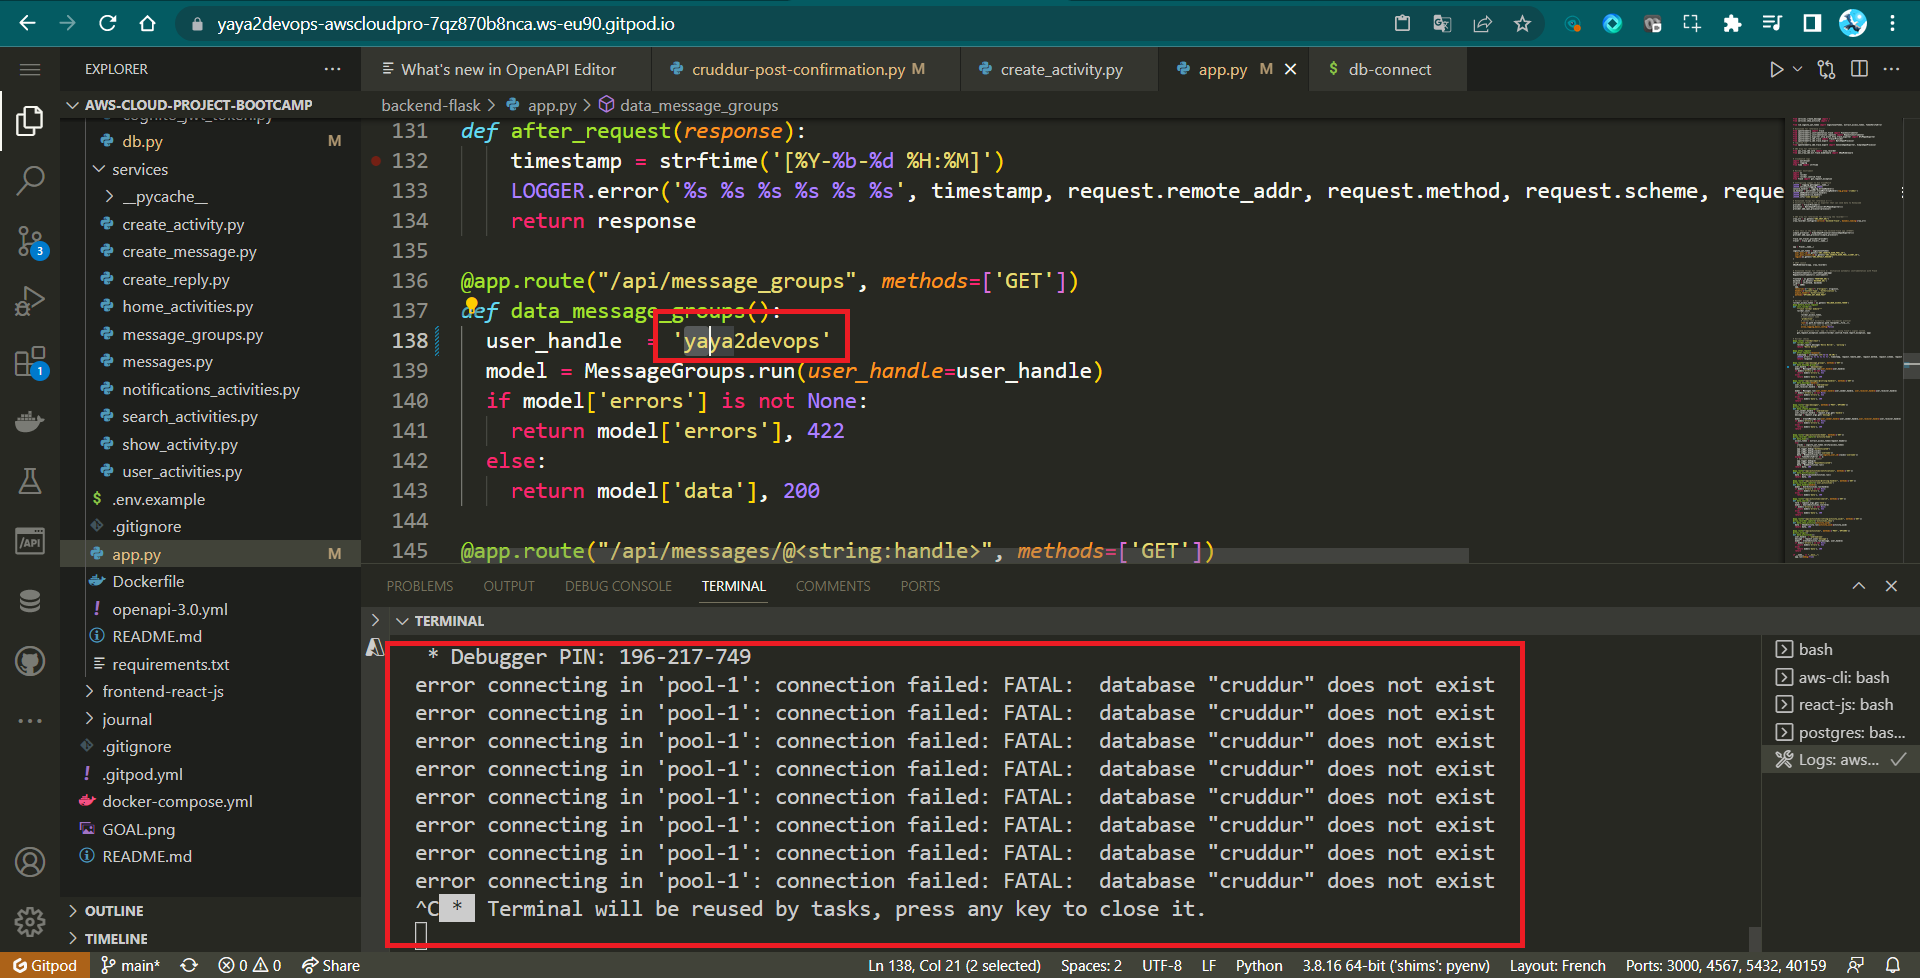 yaya2devops-awscloudpro-7qz870b8nca.ws-eu90.gitpod.io
EXPLORER
AWS-CLOUD-PROJECT-BOOTCAMP
cognito_jwt_token.py
db.py M
services
__pycache__
create_activity.py
create_message.py
create_reply.py
home_activities.py
message_groups.py
messages.py
notifications_activities.py
search_activities.py
show_activity.py
user_activities.py
.env.example
.gitignore
app.py M
Dockerfile
openapi-3.0.yml
README.md
requirements.txt
frontend-react-js
journal
.gitignore
.gitpod.yml
docker-compose.yml
GOAL.png
README.md
OUTLINE
TIMELINE
3
1
/API
What's new in OpenAPI Editor
cruddur-post-confirmation.py M
create_activity.py
app.py M
db-connect
backend-flask > app.py > data_message_groups
131 def after_request(response):
132 timestamp = strftime('[%Y-%b-%d %H:%M]')
133 LOGGER.error('%s %s %s %s %s %s', timestamp, request.remote_addr, request.method, request.scheme, reque
134 return response
135
136 @app.route("/api/message_groups", methods=['GET'])
137 def data_message_groups():
138 user_handle = 'yaya2devops'
139 model = MessageGroups.run(user_handle=user_handle)
140 if model['errors'] is not None:
141 return model['errors'], 422
142 else:
143 return model['data'], 200
144
145 @app.route("/api/messages/@<string:handle>", methods=['GET'])
PROBLEMS OUTPUT DEBUG CONSOLE TERMINAL COMMENTS PORTS
TERMINAL
* Debugger PIN: 196-217-749
error connecting in 'pool-1': connection failed: FATAL:  database "cruddur" does not exist
error connecting in 'pool-1': connection failed: FATAL:  database "cruddur" does not exist
error connecting in 'pool-1': connection failed: FATAL:  database "cruddur" does not exist
error connecting in 'pool-1': connection failed: FATAL:  database "cruddur" does not exist
error connecting in 'pool-1': connection failed: FATAL:  database "cruddur" does not exist
error connecting in 'pool-1': connection failed: FATAL:  database "cruddur" does not exist
error connecting in 'pool-1': connection failed: FATAL:  database "cruddur" does not exist
error connecting in 'pool-1': connection failed: FATAL:  database "cruddur" does not exist
^C * Terminal will be reused by tasks, press any key to close it.
bash
aws-cli: bash
react-js: bash
postgres: bas...
Logs: aws...
Gitpod main* 0 0 Share Ln 138, Col 21 (2 selected) Spaces: 2 UTF-8 LF Python 3.8.16 64-bit ('shims': pyenv) Layout: French Ports: 3000, 4567, 5432, 40159